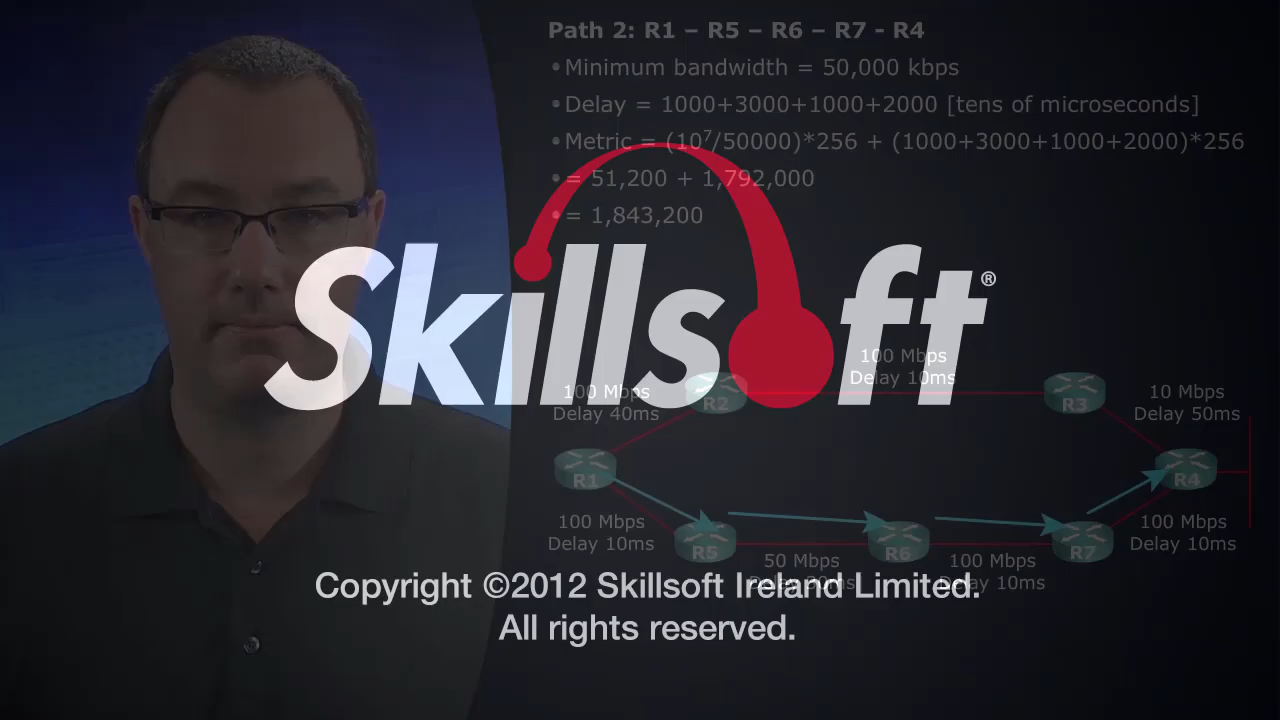 Path 2: R1 – R5 – R6 – R7 - R4
•Minimum bandwidth = 50,000 kbps
•Delay = 1000+3000+1000+2000 [tens of microseconds]
•Metric = (10⁷/50000)*256 + (1000+3000+1000+2000)*256
•= 51,200 + 1,792,000
•= 1,843,200
Skillsoft®
100 Mbps
Delay 10ms
100 Mbps
Delay 40ms
R2
R3
10 Mbps
Delay 50ms
R1
R4
100 Mbps
Delay 10ms
R5
R6
R7
100 Mbps
Delay 10ms
50 Mbps
Delay 30ms
100 Mbps
Delay 10ms
Copyright ©2012 Skillsoft Ireland Limited.
All rights reserved.